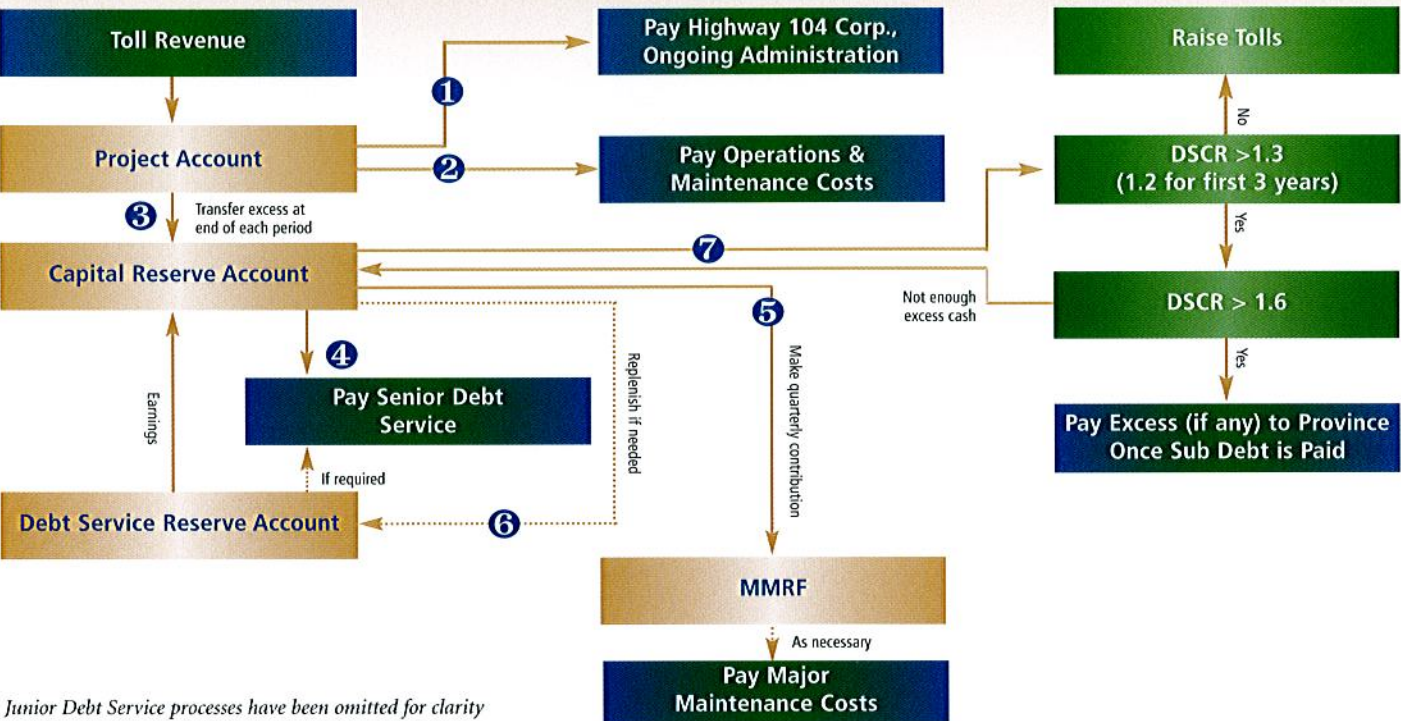 Toll Revenue
Pay Highway 104 Corp.,
Ongoing Administration
Raise Tolls
1
No
Project Account
2
Pay Operations &
Maintenance Costs
DSCR >1.3
(1.2 for first 3 years)
3
Transfer excess at
end of each period
Yes
Capital Reserve Account
7
Not enough
excess cash
DSCR > 1.6
5
4
Yes
Earnings
Replenish if needed
Make quarterly contribution
Pay Senior Debt
Service
Pay Excess (if any) to Province
Once Sub Debt is Paid
If required
Debt Service Reserve Account
6
MMRF
As necessary
Pay Major
Maintenance Costs
Junior Debt Service processes have been omitted for clarity